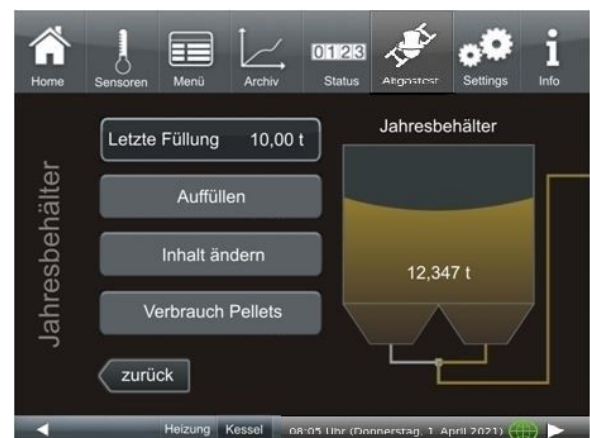 Home
Sensoren
Menü
Archiv
0123
Status
Abgastest
Settings
i
Info
Jahresbehälter
Letzte Füllung 10,00 t
Auffüllen
Inhalt ändern
Verbrauch Pellets
zurück
Jahresbehälter
12,347 t
Heizung Kessel 08:05 Uhr (Donnerstag, 1. April 2021)